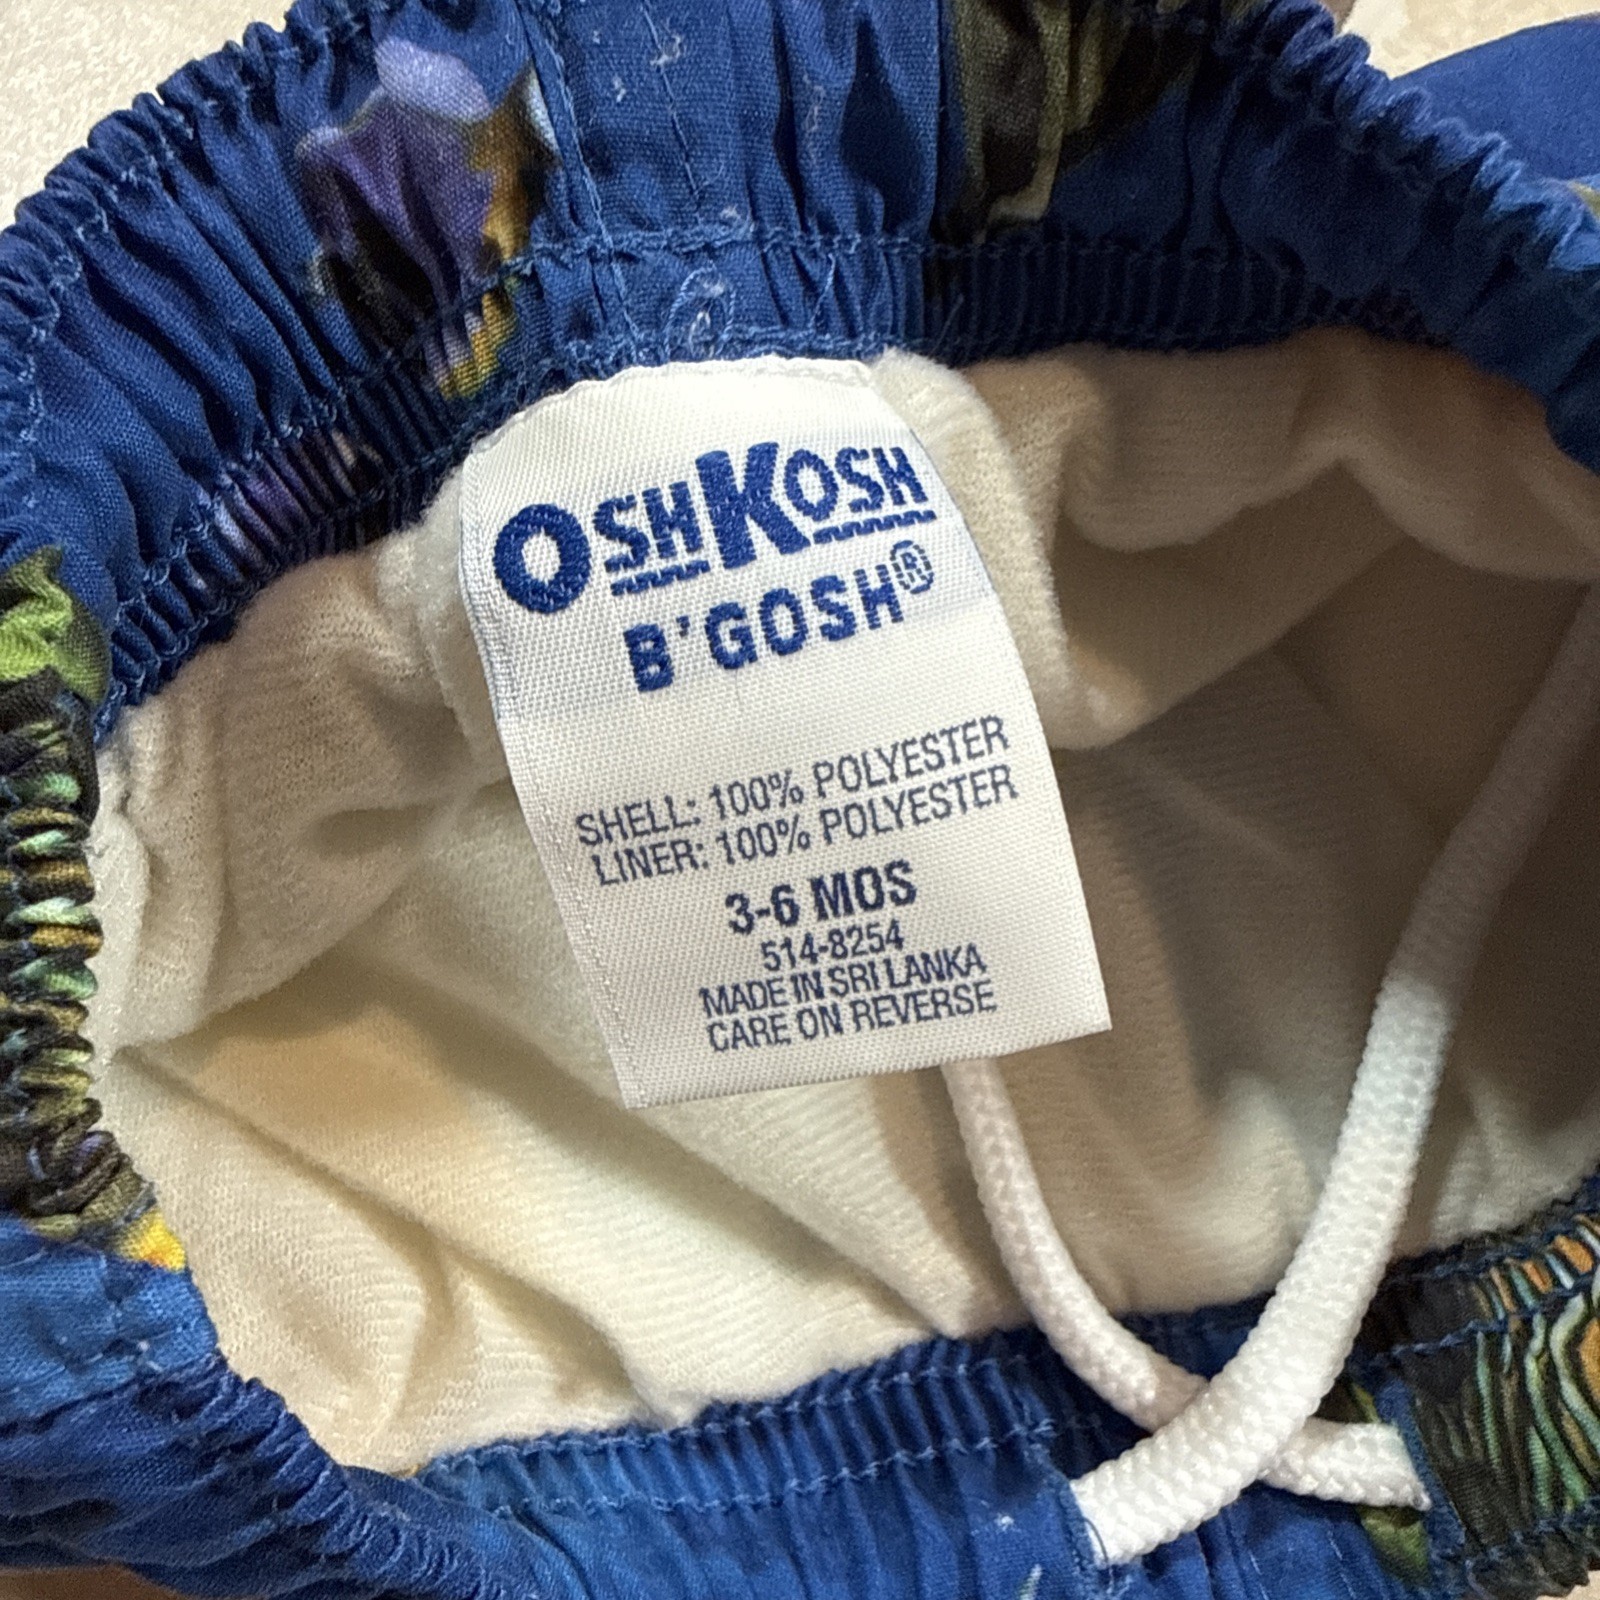 OSHKOSH
B'GOSH®
SHELL: 100% POLYESTER
LINER: 100% POLYESTER
3-6 MOS
514-8254
MADE IN SRI LANKA
CARE ON REVERSE